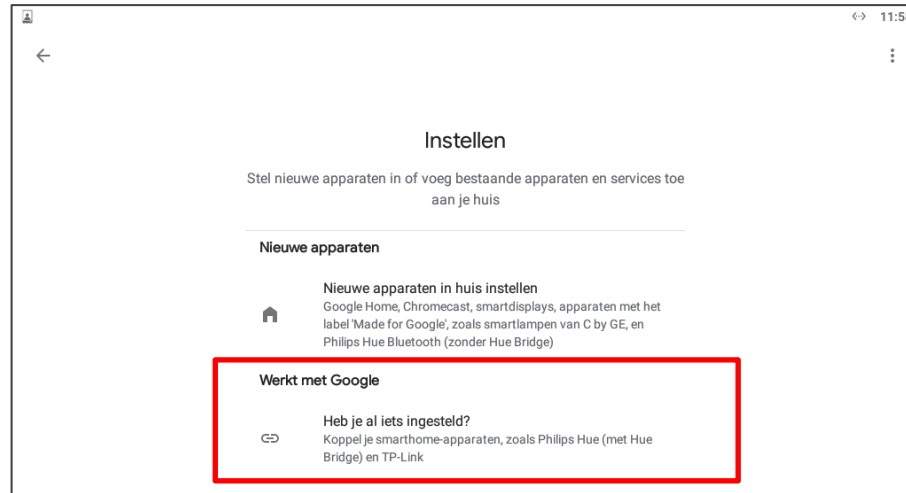 11:5
Instellen
Stel nieuwe apparaten in of voeg bestaande apparaten en services toe
aan je huis
Nieuwe apparaten
Nieuwe apparaten in huis instellen
Google Home, Chromecast, smartdisplays, apparaten met het
label 'Made for Google', zoals smartlampen van C by GE, en
Philips Hue Bluetooth (zonder Hue Bridge)
Werkt met Google
Heb je al iets ingesteld?
Koppel je smarthome-apparaten, zoals Philips Hue (met Hue
Bridge) en TP-Link